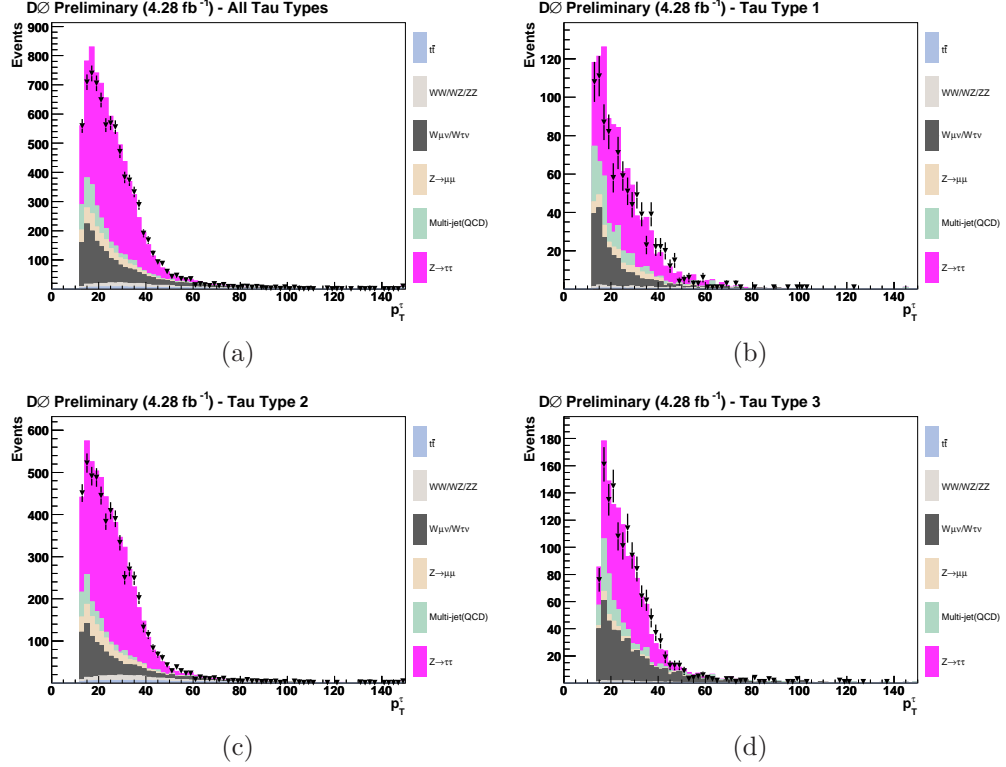 DØ Preliminary (4.28 fb⁻¹) - All Tau Types
Events
900
800
700
600
500
400
300
200
100
0 20 40 60 80 100 120 140
p_T^τ
tt̄
WW/WZ/ZZ
Wμν/Wτν
Z→μμ
Multi-jet(QCD)
Z→ττ
(a)
DØ Preliminary (4.28 fb⁻¹) - Tau Type 1
Events
120
100
80
60
40
20
0 20 40 60 80 100 120 140
p_T^τ
tt̄
WW/WZ/ZZ
Wμν/Wτν
Z→μμ
Multi-jet(QCD)
Z→ττ
(b)
DØ Preliminary (4.28 fb⁻¹) - Tau Type 2
Events
600
500
400
300
200
100
0 20 40 60 80 100 120 140
p_T^τ
tt̄
WW/WZ/ZZ
Wμν/Wτν
Z→μμ
Multi-jet(QCD)
Z→ττ
(c)
DØ Preliminary (4.28 fb⁻¹) - Tau Type 3
Events
180
160
140
120
100
80
60
40
20
0 20 40 60 80 100 120 140
p_T^τ
tt̄
WW/WZ/ZZ
Wμν/Wτν
Z→μμ
Multi-jet(QCD)
Z→ττ
(d)